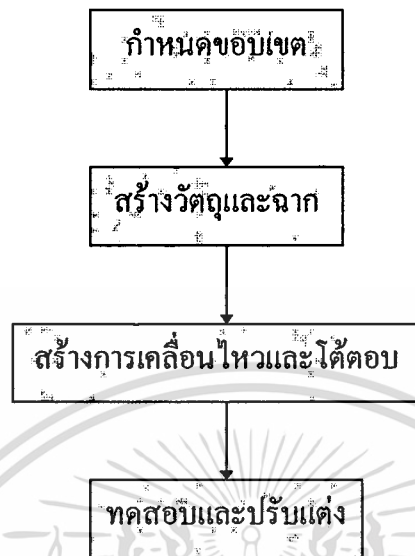 กำหนดขอบเขต
สร้างวัตถุและฉาก
สร้างการเคลื่อนไหวและโต้ตอบ
ทดสอบและปรับแต่ง